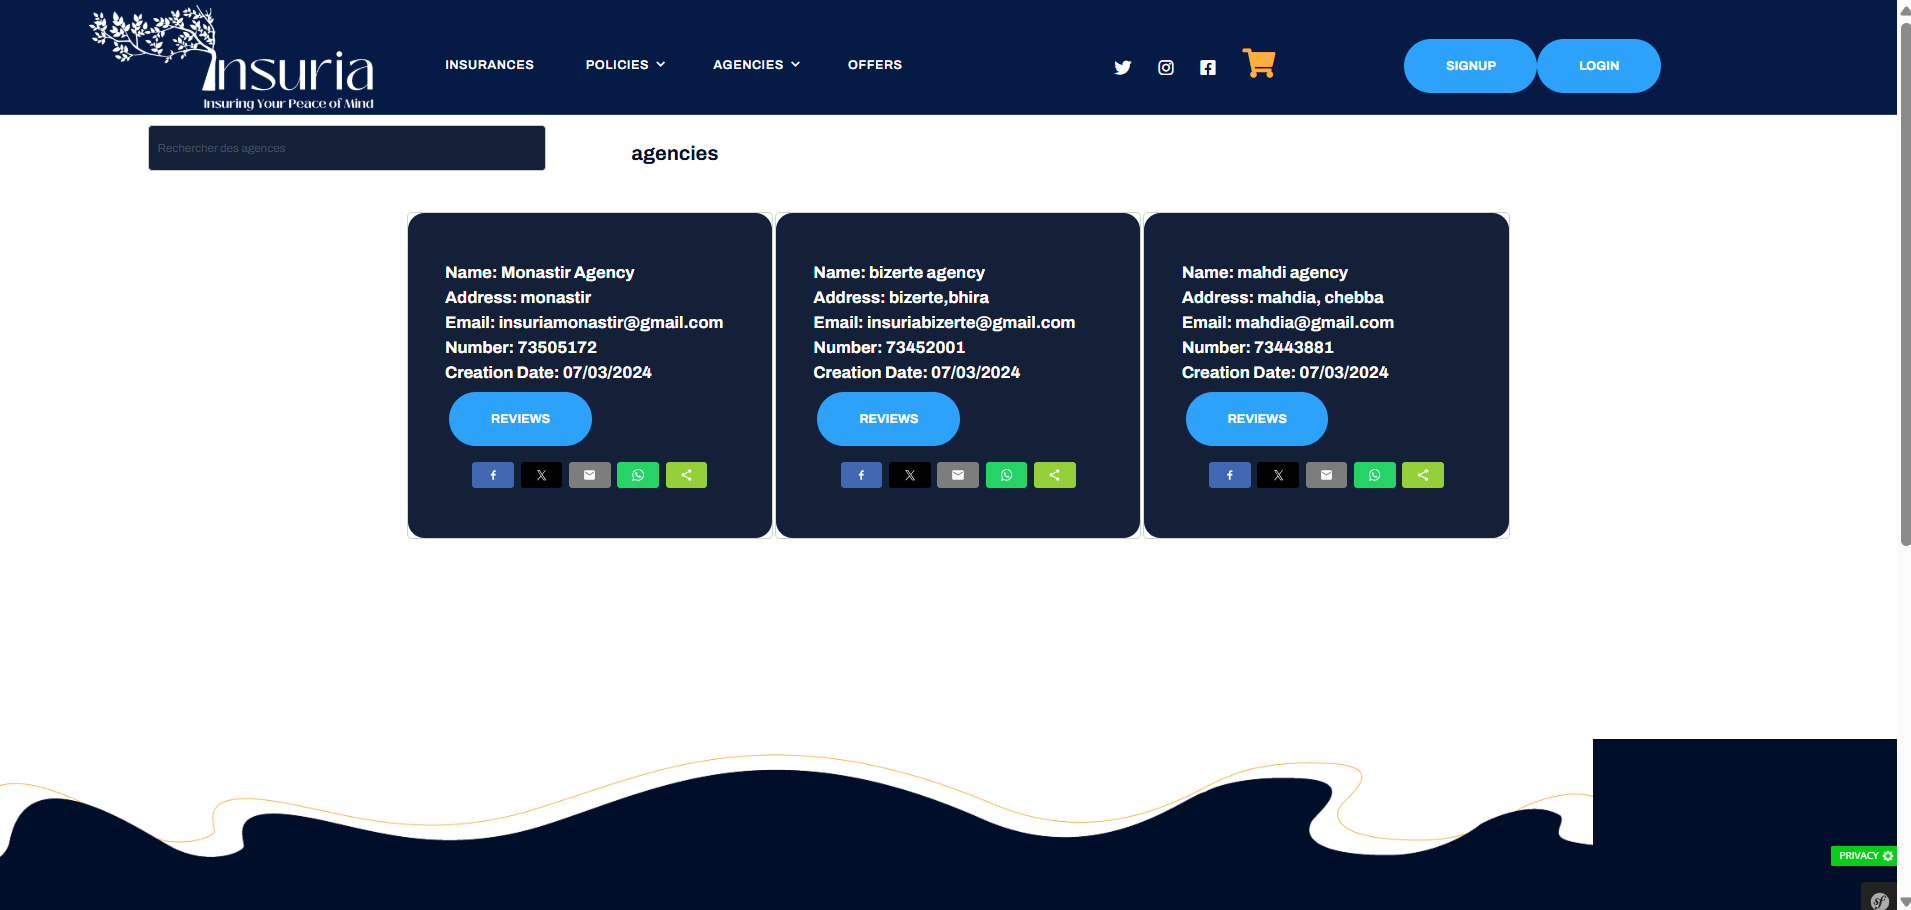 Insuria
Insuring Your Peace of Mind
INSURANCES
POLICIES
AGENCIES
OFFERS
SIGNUP
LOGIN
Rechercher des agences
agencies
Name: Monastir Agency
Address: monastir
Email: insuriamonastir@gmail.com
Number: 73505172
Creation Date: 07/03/2024
REVIEWS
Name: bizerte agency
Address: bizerte,bhira
Email: insuriabizerte@gmail.com
Number: 73452001
Creation Date: 07/03/2024
REVIEWS
Name: mahdi agency
Address: mahdia, chebba
Email: mahdia@gmail.com
Number: 73443881
Creation Date: 07/03/2024
REVIEWS
PRIVACY
sf